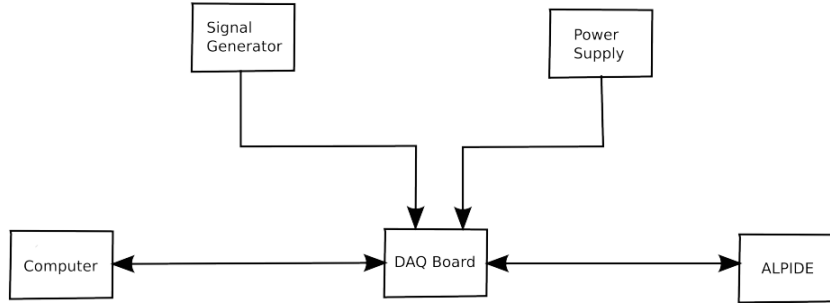 Signal
Generator
Power
Supply
Computer
DAQ Board
ALPIDE